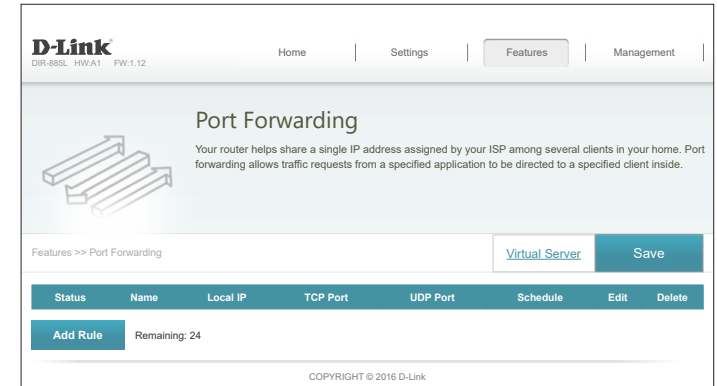 D-Link
DIR-885L HW:A1 FW:1.12
Home Settings Features Management
Port Forwarding
Your router helps share a single IP address assigned by your ISP among several clients in your home. Port
forwarding allows traffic requests from a specified application to be directed to a specified client inside.
Features >> Port Forwarding
Virtual Server Save
Status Name Local IP TCP Port UDP Port Schedule Edit Delete
Add Rule Remaining: 24
COPYRIGHT © 2016 D-Link